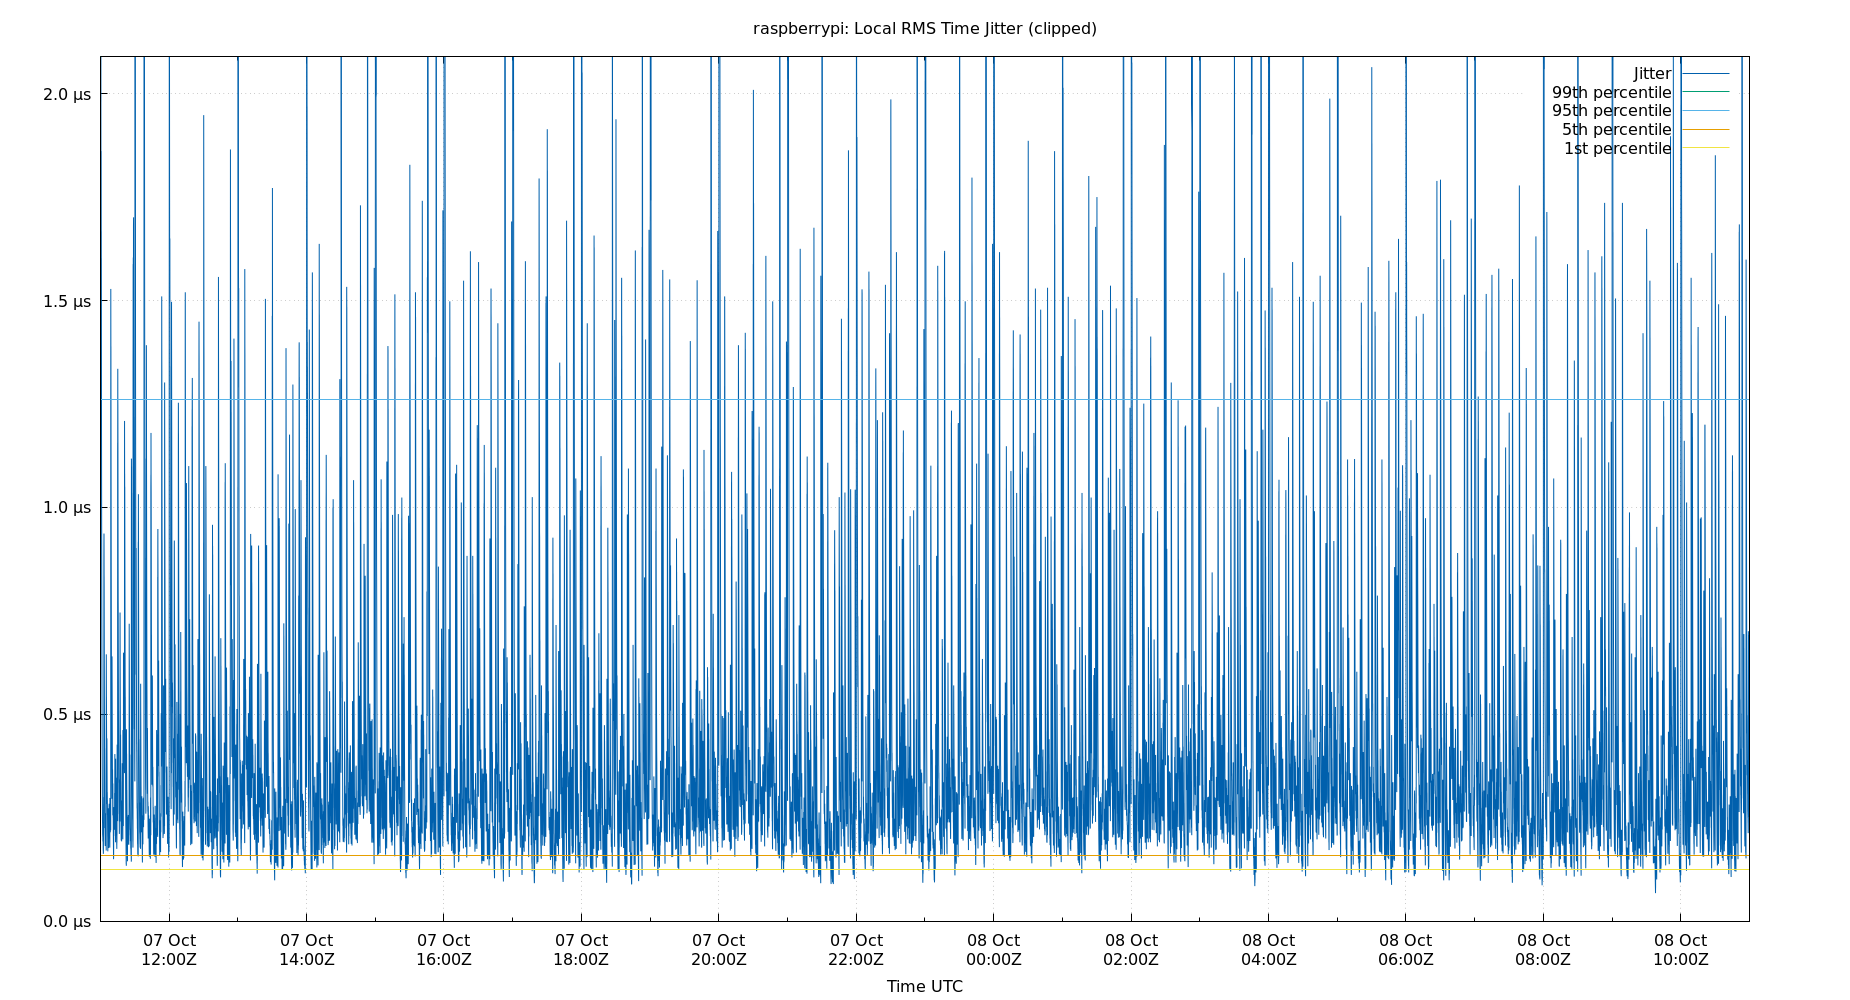 raspberrypi: Local RMS Time Jitter (clipped)
Jitter
99th percentile
95th percentile
5th percentile
1st percentile
2.0 µs
1.5 µs
1.0 µs
0.5 µs
0.0 µs
07 Oct 07 Oct 07 Oct 07 Oct 07 Oct 07 Oct 08 Oct 08 Oct 08 Oct 08 Oct 08 Oct 08 Oct
12:00Z 14:00Z 16:00Z 18:00Z 20:00Z 22:00Z 00:00Z 02:00Z 04:00Z 06:00Z 08:00Z 10:00Z
Time UTC